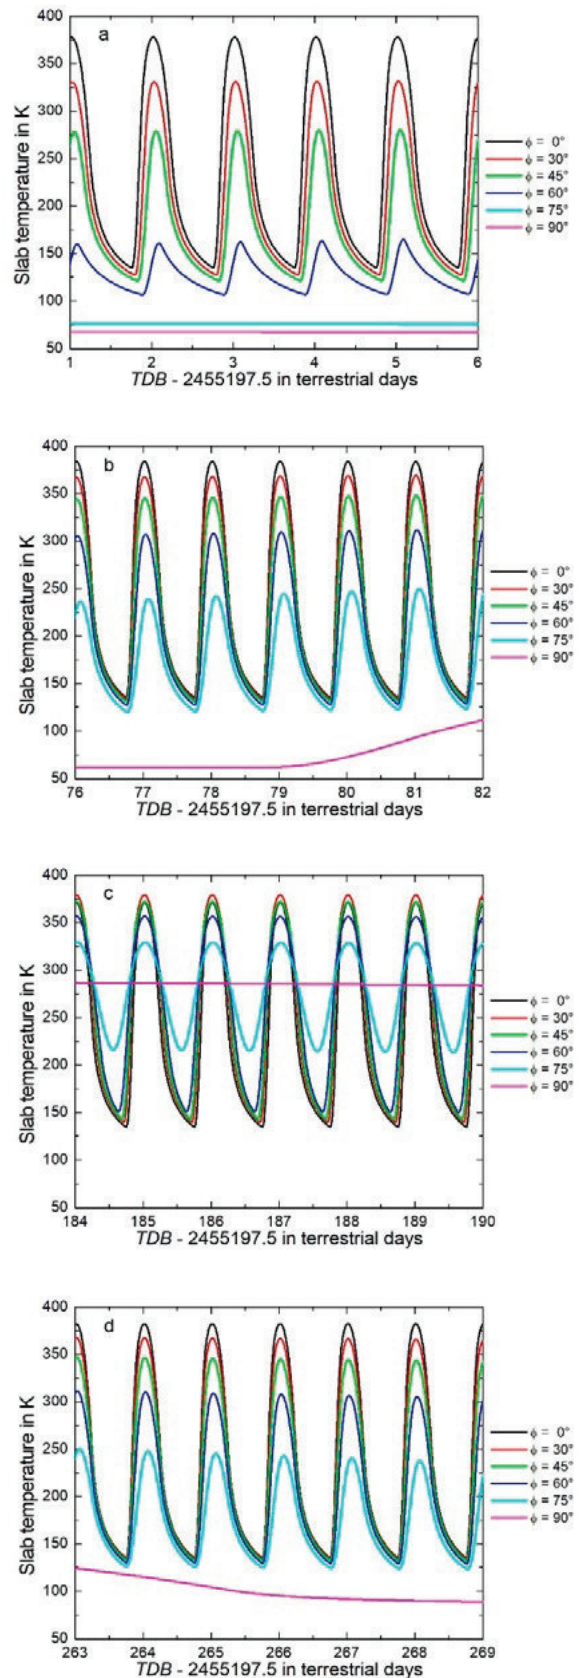 a
400
350
300
250
200
150
100
50
Slab temperature in K
1 2 3 4 5 6
TDB - 2455197.5 in terrestrial days
ϕ = 0°
ϕ = 30°
ϕ = 45°
ϕ = 60°
ϕ = 75°
ϕ = 90°
b
400
350
300
250
200
150
100
50
Slab temperature in K
76 77 78 79 80 81 82
TDB - 2455197.5 in terrestrial days
ϕ = 0°
ϕ = 30°
ϕ = 45°
ϕ = 60°
ϕ = 75°
ϕ = 90°
c
400
350
300
250
200
150
100
50
Slab temperature in K
184 185 186 187 188 189 190
TDB - 2455197.5 in terrestrial days
ϕ = 0°
ϕ = 30°
ϕ = 45°
ϕ = 60°
ϕ = 75°
ϕ = 90°
d
400
350
300
250
200
150
100
50
Slab temperature in K
263 264 265 266 267 268 269
TDB - 2455197.5 in terrestrial days
ϕ = 0°
ϕ = 30°
ϕ = 45°
ϕ = 60°
ϕ = 75°
ϕ = 90°